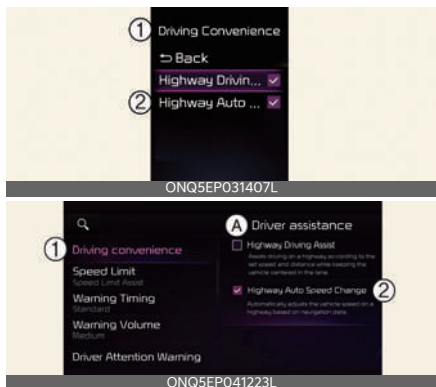 1 Driving Convenience
Back
Highway Drivin...
2 Highway Auto ...
ONQ5EP031407L
A Driver assistance
1 Driving convenience
Highway Driving Assist
Assists driving on a highway according to the
set speed and distance while keeping the
vehicle centered in the lane.
Speed Limit
Speed Limit Assist
Highway Auto Speed Change 2
Automatically adjusts the vehicle speed on a
highway based on navigation data.
Warning Timing
Standard
Warning Volume
Medium
Driver Attention Warning
ONQ5EP041223L